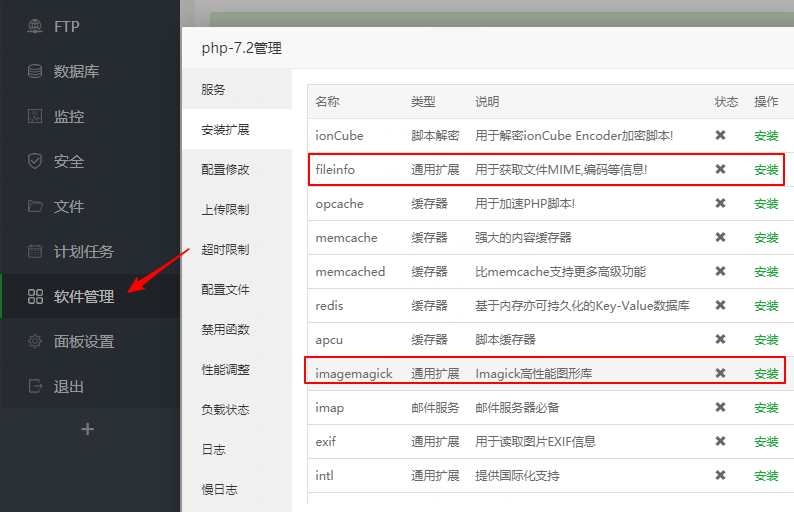 FTP
数据库
监控
安全
文件
计划任务
软件管理
面板设置
退出
php-7.2管理
服务
安装扩展
配置修改
上传限制
超时限制
配置文件
禁用函数
性能调整
负载状态
日志
慢日志
名称 类型 说明 状态 操作
ionCube 脚本解密 用于解密ionCube Encoder加密脚本! 安装
fileinfo 通用扩展 用于获取文件MIME,编码等信息! 安装
opcache 缓存器 用于加速PHP脚本! 安装
memcache 缓存器 强大的内容缓存器 安装
memcached 缓存器 比memcache支持更多高级功能 安装
redis 缓存器 基于内存亦可持久化的Key-Value数据库 安装
apcu 缓存器 脚本缓存器 安装
imagemagick 通用扩展 Imagick高性能图形库 安装
imap 邮件服务 邮件服务器必备 安装
exif 通用扩展 用于读取图片EXIF信息 安装
intl 通用扩展 提供国际化支持 安装